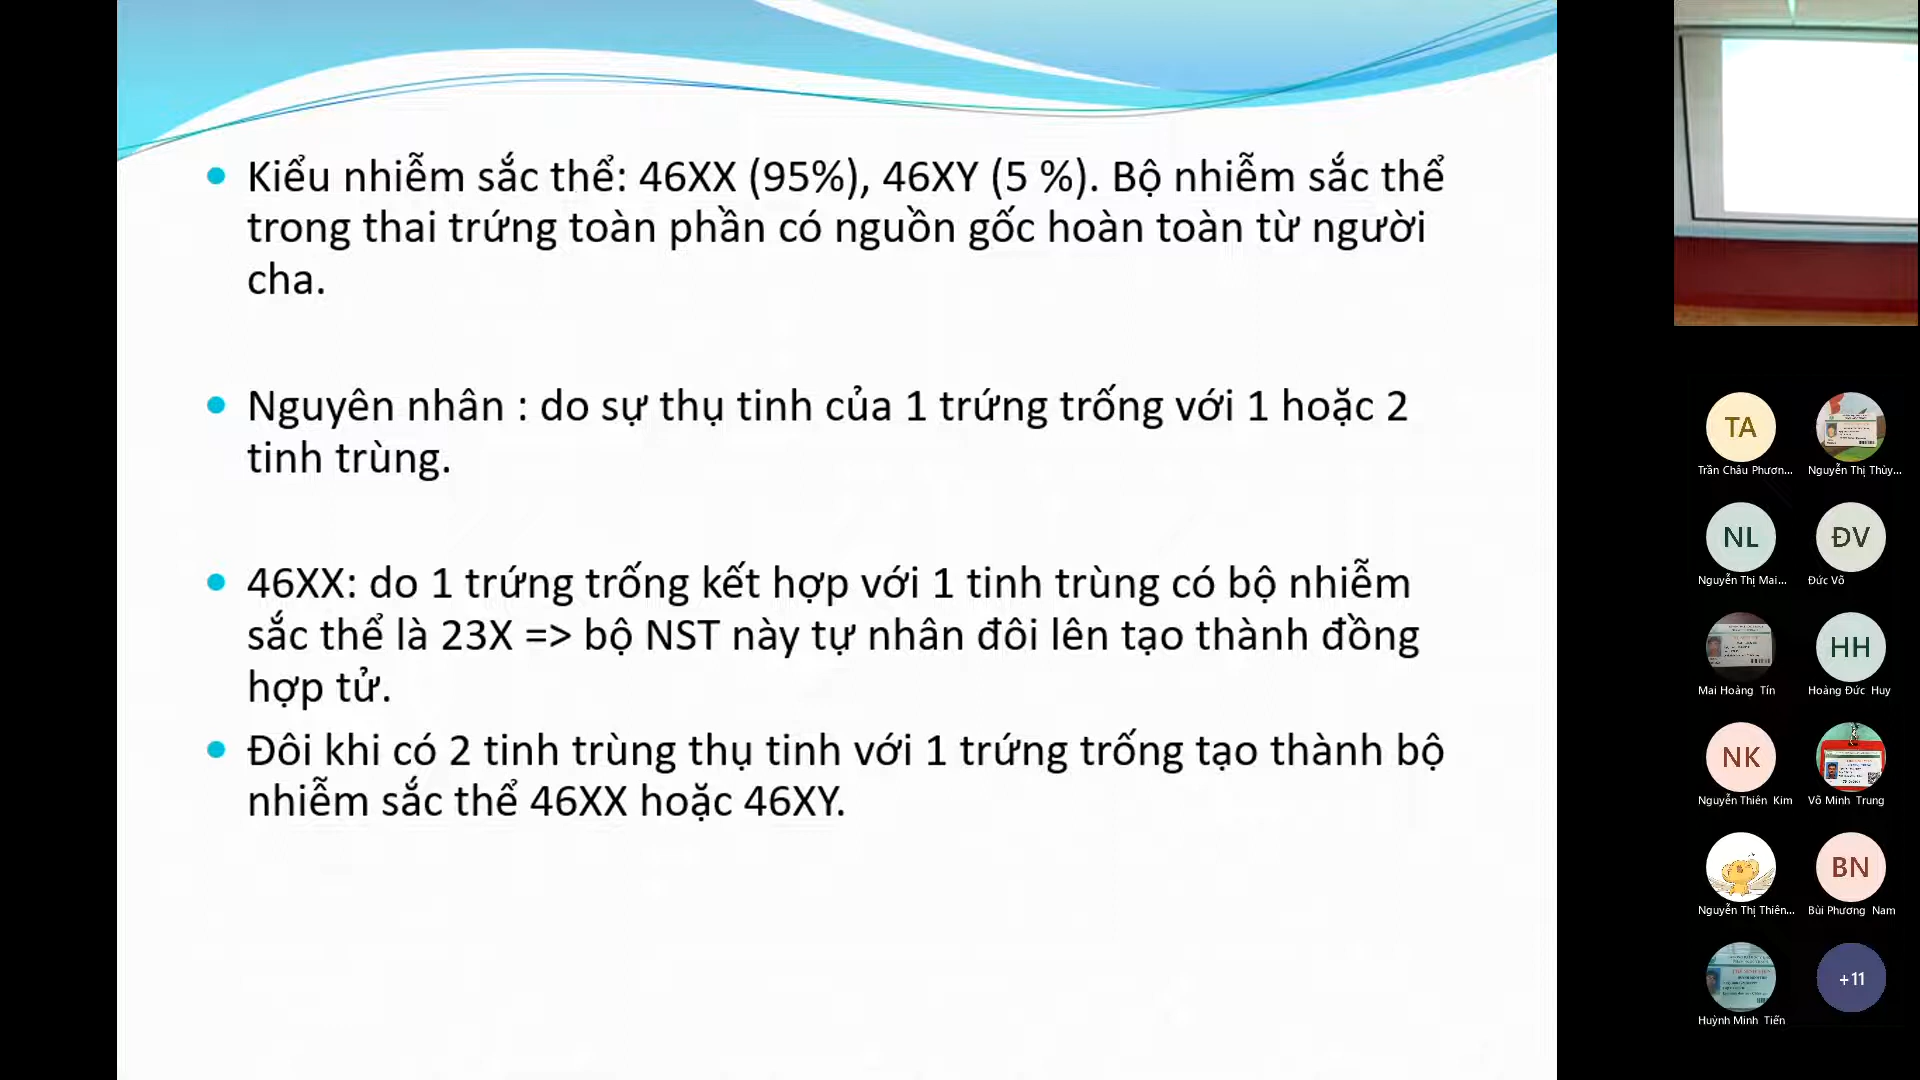 Kiểu nhiễm sắc thể: 46XX (95%), 46XY (5 %). Bộ nhiễm sắc thể
trong thai trứng toàn phần có nguồn gốc hoàn toàn từ người
cha.
Nguyên nhân : do sự thụ tinh của 1 trứng trống với 1 hoặc 2
tinh trùng.
46XX: do 1 trứng trống kết hợp với 1 tinh trùng có bộ nhiễm
sắc thể là 23X => bộ NST này tự nhân đôi lên tạo thành đồng
hợp tử.
Đôi khi có 2 tinh trùng thụ tinh với 1 trứng trống tạo thành bộ
nhiễm sắc thể 46XX hoặc 46XY.
TA
Trần Châu Phươn...
Nguyễn Thị Thùy...
NL
ĐV
Nguyễn Thị Mai...
Đức Võ
HH
Mai Hoàng Tín
Hoàng Đức Huy
NK
Nguyễn Thiên Kim
Võ Minh Trung
BN
Nguyễn Thị Thiên...
Bùi Phương Nam
+11
Huỳnh Minh Tiến